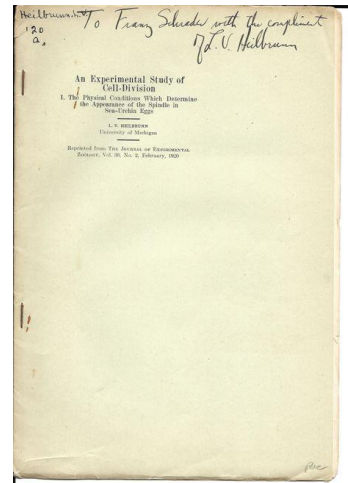 Heilbrunn. L.V.
'20
a.
To Franz Schrader with the compliment
of L. V. Heilbrunn
An Experimental Study of
Cell-Division
I. The Physical Conditions Which Determine
the Appearance of the Spindle in
Sea-Urchin Eggs
L. V. HEILBRUNN
University of Michigan
Reprinted from THE JOURNAL OF EXPERIMENTAL
ZOÖLOGY, Vol. 30, No. 2, February, 1920